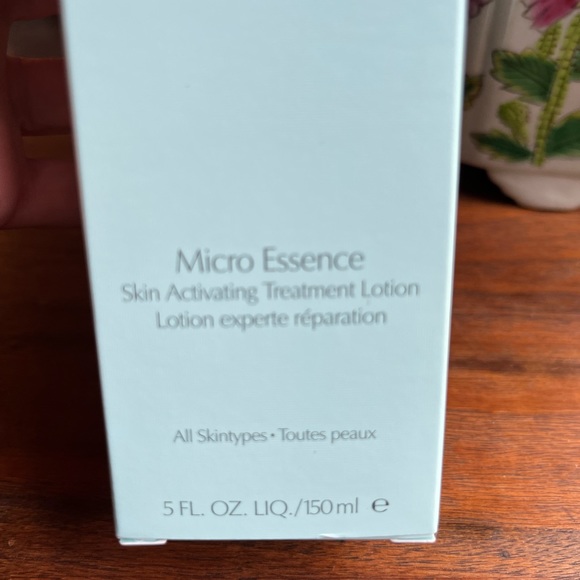 Micro Essence
Skin Activating Treatment Lotion
Lotion experte réparation
All Skintypes • Toutes peaux
5 FL. OZ. LIQ./150 ml ℮